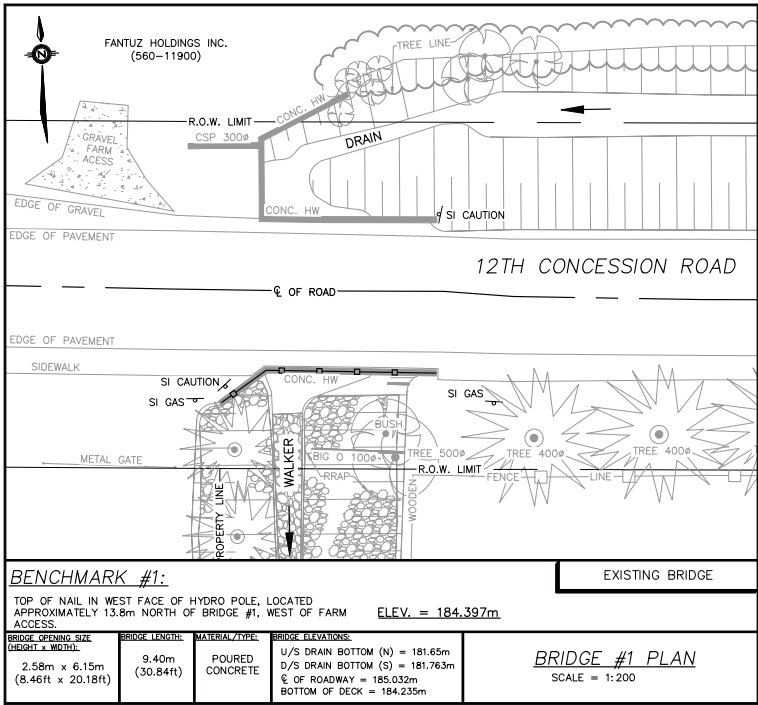 N
FANTUZ HOLDINGS INC.
(560-11900)
TREE LINE
CONC. HW
R.O.W. LIMIT
CSP 300ø
DRAIN
GRAVEL
FARM
ACESS
EDGE OF GRAVEL
CONC. HW
SI CAUTION
EDGE OF PAVEMENT
12TH CONCESSION ROAD
℄ OF ROAD
EDGE OF PAVEMENT
SIDEWALK
SI CAUTION
CONC. HW
SI GAS
SI GAS
BUSH
METAL GATE
WALKER
BIG O 100ø
TREE 500ø
TREE 400ø
TREE 400ø
R.O.W. LIMIT
RRAP
FENCE
LINE
WOODEN
PROPERTY LINE
BENCHMARK #1:
EXISTING BRIDGE
TOP OF NAIL IN WEST FACE OF HYDRO POLE, LOCATED
APPROXIMATELY 13.8m NORTH OF BRIDGE #1, WEST OF FARM
ACCESS.
ELEV. = 184.397m
BRIDGE OPENING SIZE
(HEIGHT x WIDTH):
2.58m x 6.15m
(8.46ft x 20.18ft)
BRIDGE LENGTH:
9.40m
(30.84ft)
MATERIAL/TYPE:
POURED
CONCRETE
BRIDGE ELEVATIONS:
U/S DRAIN BOTTOM (N) = 181.65m
D/S DRAIN BOTTOM (S) = 181.763m
℄ OF ROADWAY = 185.032m
BOTTOM OF DECK = 184.235m
BRIDGE #1 PLAN
SCALE = 1:200